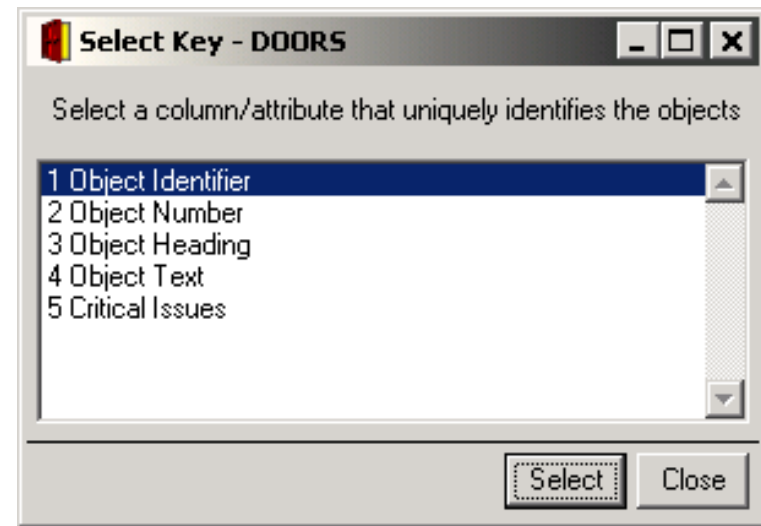 Select Key - DOORS
Select a column/attribute that uniquely identifies the objects
1 Object Identifier
2 Object Number
3 Object Heading
4 Object Text
5 Critical Issues
Select Close